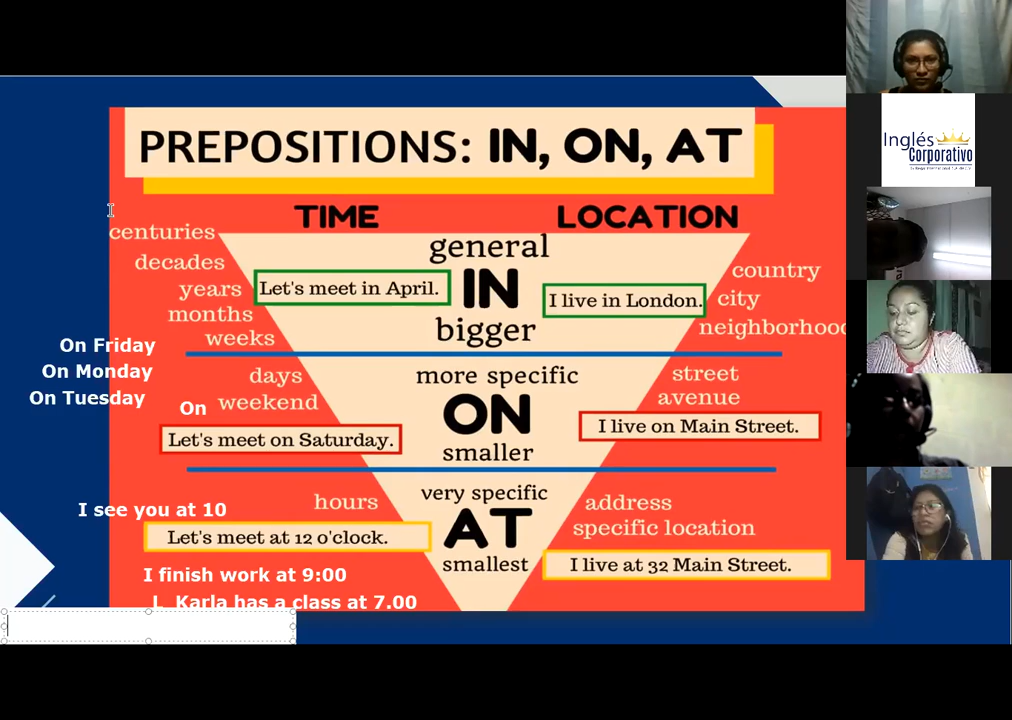 PREPOSITIONS: IN, ON, AT
TIME
LOCATION
centuries
decades
years
months
weeks
general
IN
bigger
Let's meet in April.
I live in London.
country
city
neighborhood
On Friday
On Monday
On Tuesday
days
On weekend
Let's meet on Saturday.
more specific
ON
smaller
street
avenue
I live on Main Street.
hours
I see you at 10
Let's meet at 12 o'clock.
I finish work at 9:00
L Karla has a class at 7.00
very specific
AT
smallest
address
specific location
I live at 32 Main Street.
Inglés
Corporativo